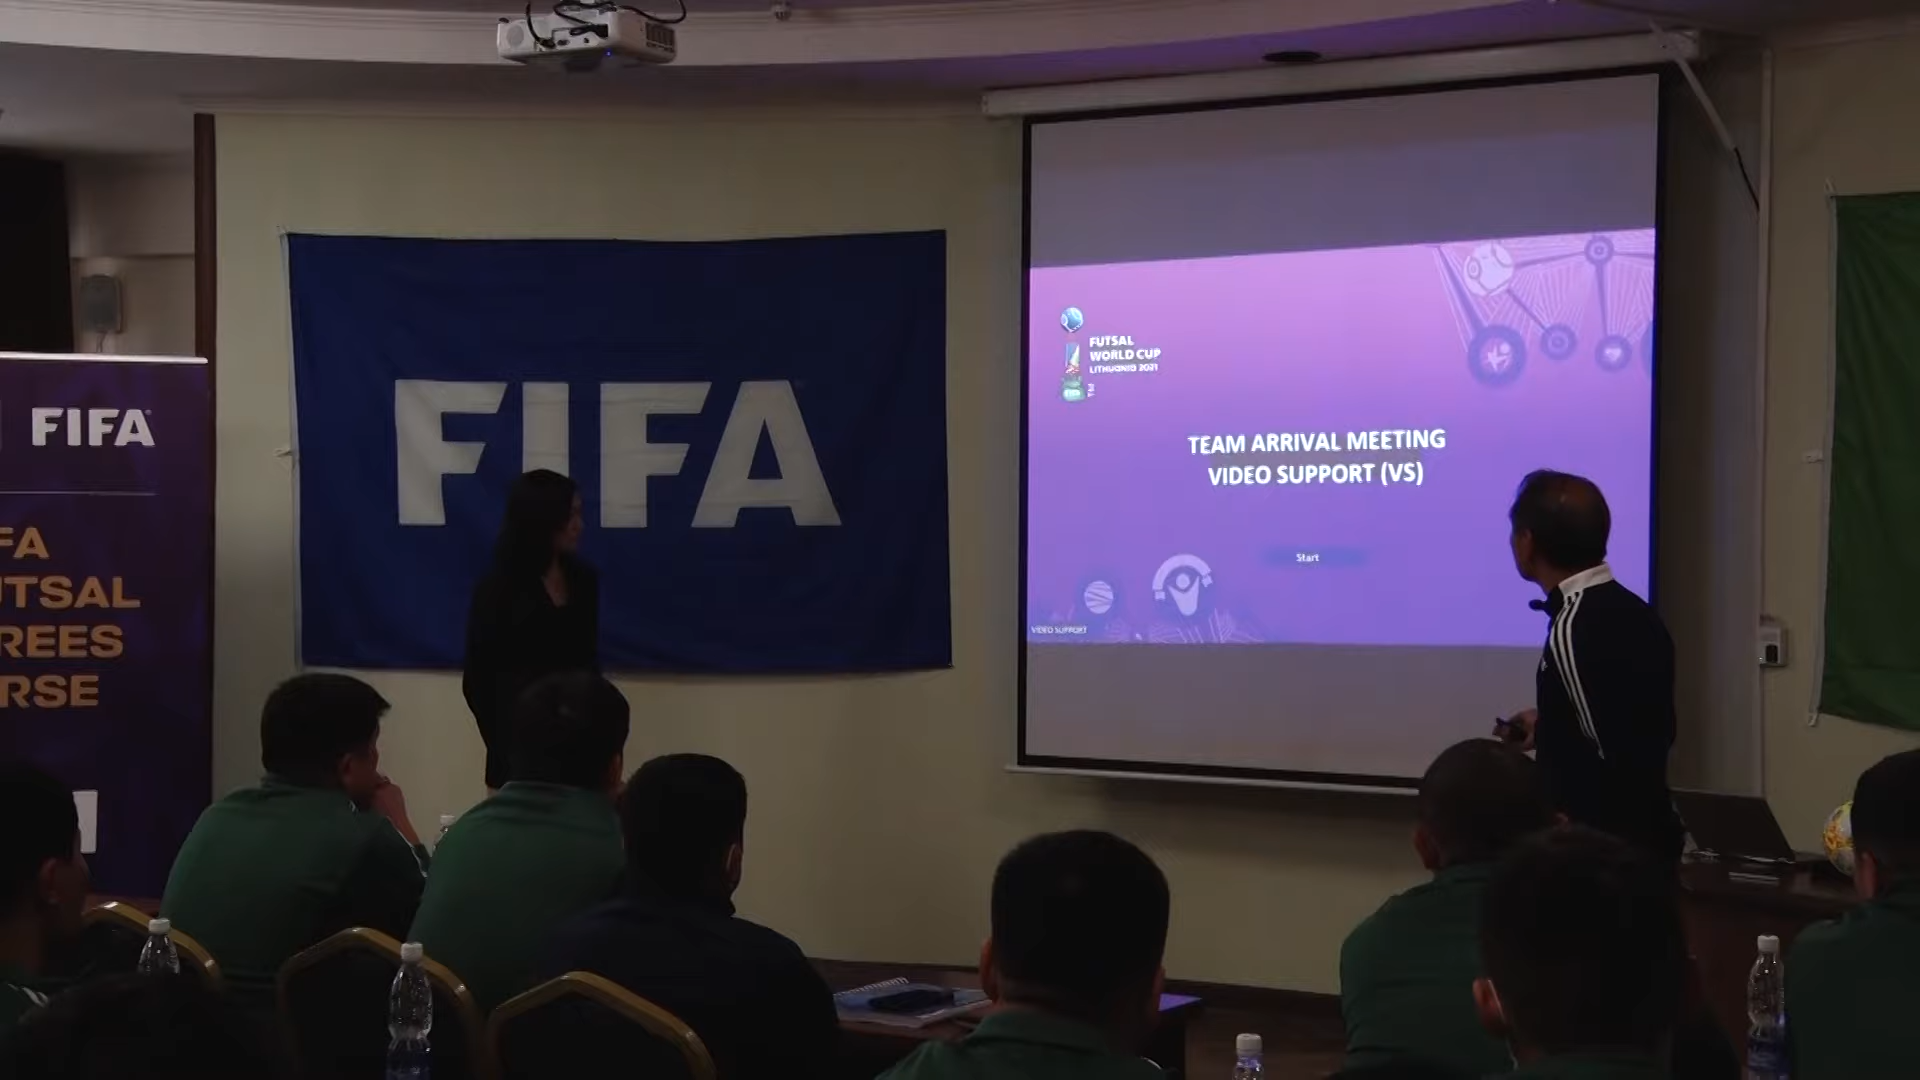 FIFA
FA
UTSAL
REES
RSE
FIFA
FUTSAL
WORLD CUP
LITHUANIA 2021
TEAM ARRIVAL MEETING
VIDEO SUPPORT (VS)
Start
VIDEO SUPPORT